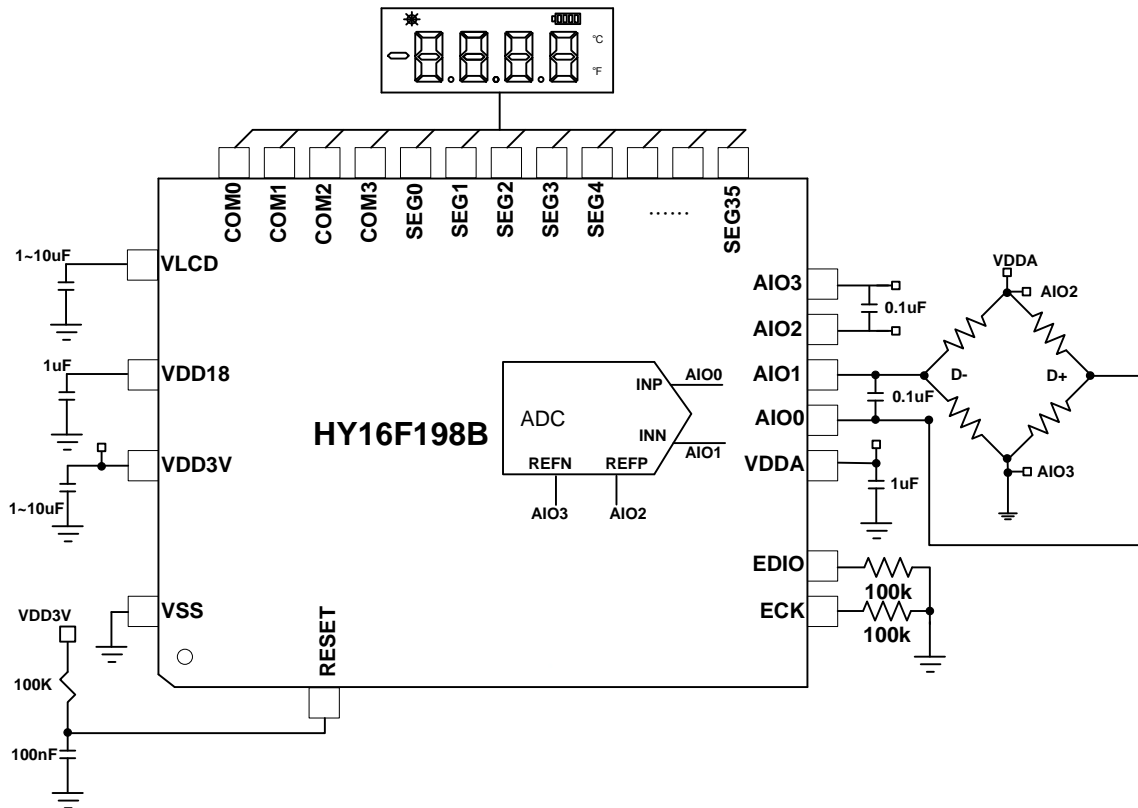 °C
°F
COM0
COM1
COM2
COM3
SEG0
SEG1
SEG2
SEG3
SEG4
......
SEG35
1~10uF
VLCD
1uF
VDD18
VDD3V
1~10uF
VSS
VDD3V
100K
100nF
RESET
HY16F198B
ADC
INP
AIO0
INN
AIO1
REFN
REFP
AIO3
AIO2
AIO3
0.1uF
AIO2
AIO1
0.1uF
AIO0
VDDA
1uF
EDIO
100k
ECK
100k
VDDA
AIO2
D-
D+
AIO3